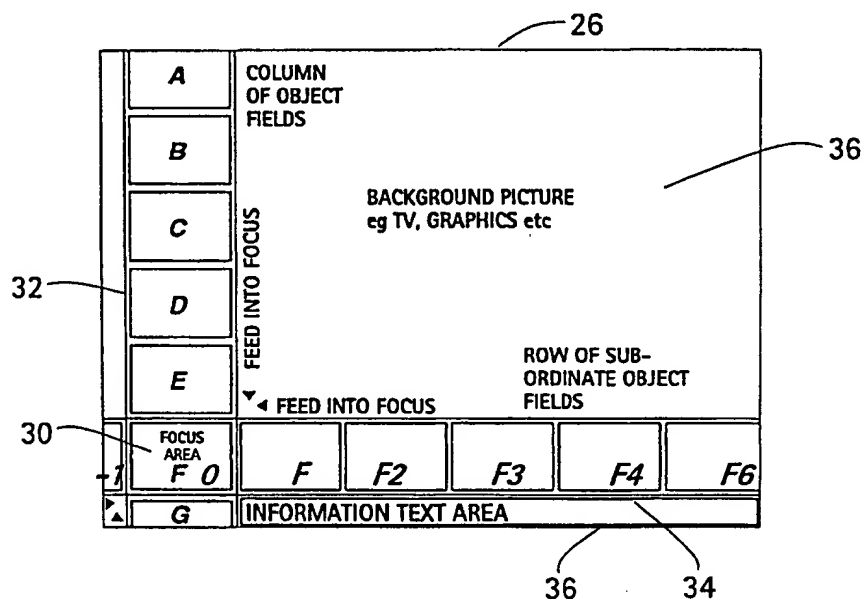 26
A
COLUMN
OF OBJECT
FIELDS
B
36
BACKGROUND PICTURE
eg TV, GRAPHICS etc
C
FEED INTO FOCUS
32
D
E
ROW OF SUB-
ORDINATE OBJECT
FIELDS
FEED INTO FOCUS
30
FOCUS
AREA
-1
F 0
F
F2
F3
F4
F6
G
INFORMATION TEXT AREA
36
34